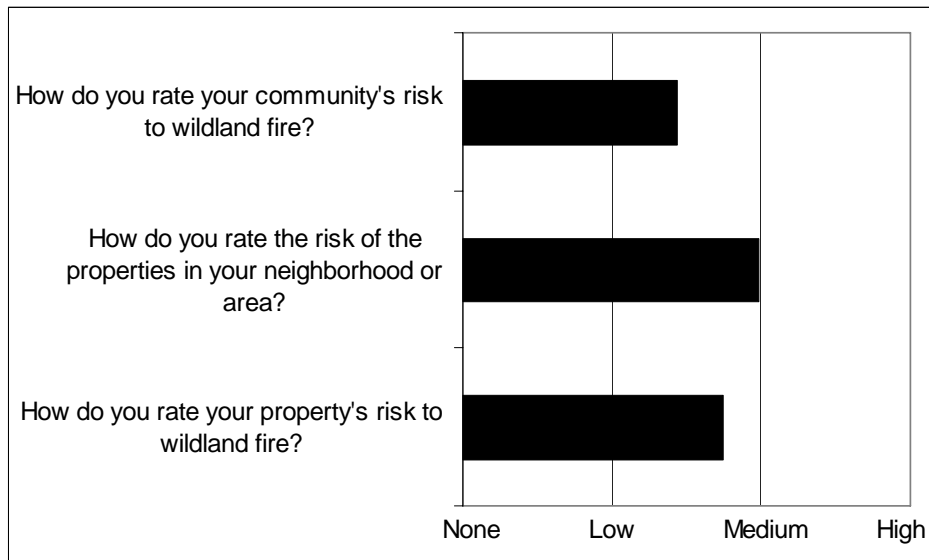 How do you rate your community's risk
to wildland fire?
How do you rate the risk of the
properties in your neighborhood or
area?
How do you rate your property's risk to
wildland fire?
None Low Medium High